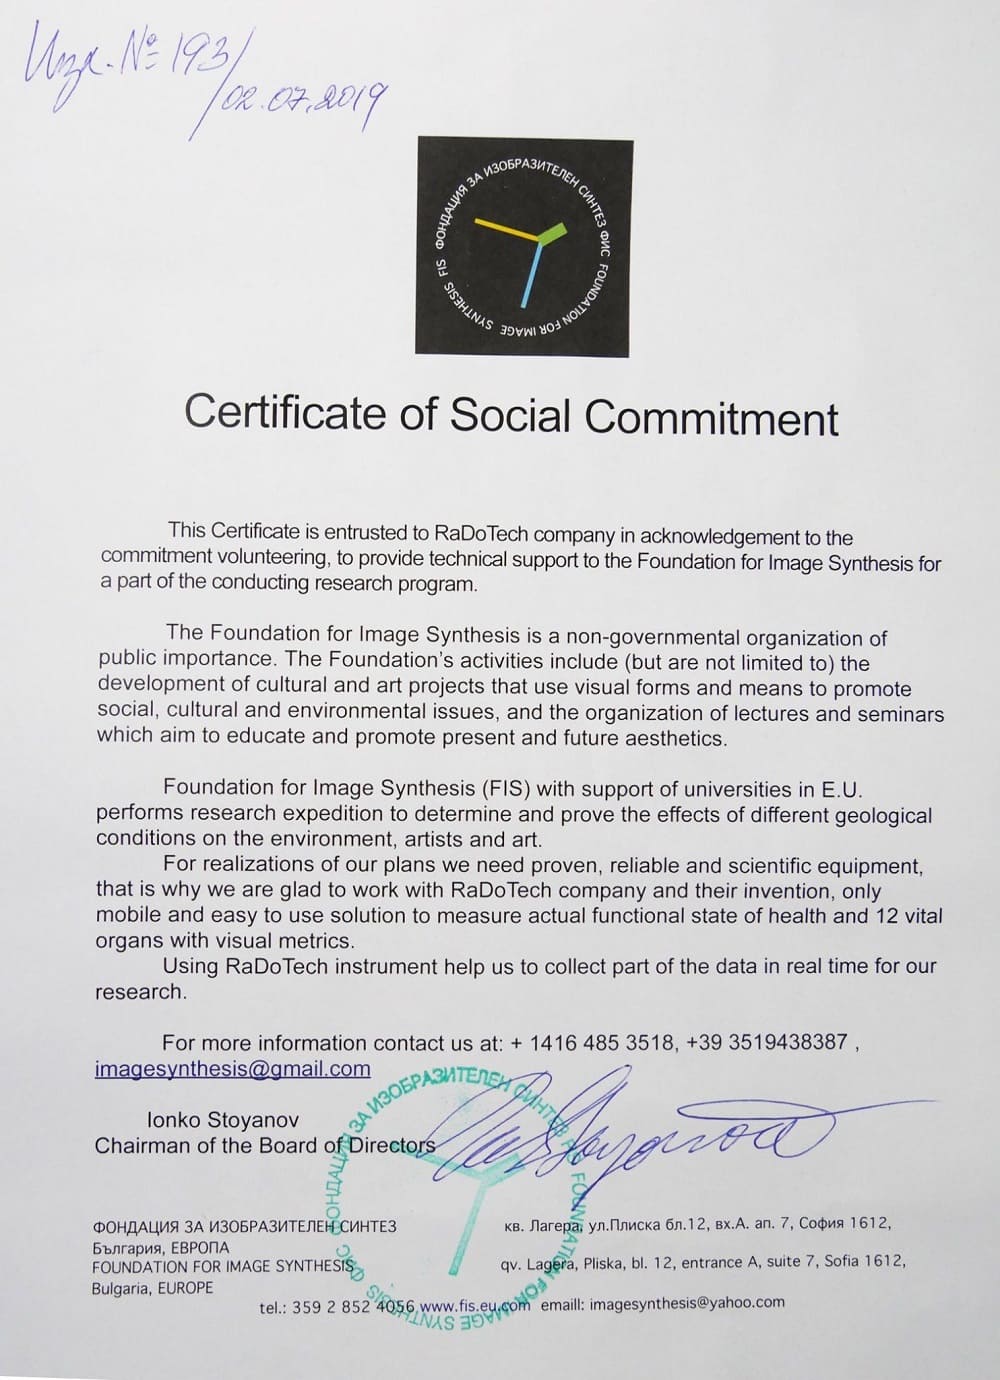 Изх. № 193/
02.07.2019
ФОНДАЦИЯ ЗА ИЗОБРАЗИТЕЛЕН СИНТЕЗ ФИС FOUNDATION FOR IMAGE SYNTHESIS FIS
Certificate of Social Commitment
This Certificate is entrusted to RaDoTech company in acknowledgement to the
commitment volunteering, to provide technical support to the Foundation for Image Synthesis for
a part of the conducting research program.
The Foundation for Image Synthesis is a non-governmental organization of
public importance. The Foundation's activities include (but are not limited to) the
development of cultural and art projects that use visual forms and means to promote
social, cultural and environmental issues, and the organization of lectures and seminars
which aim to educate and promote present and future aesthetics.
Foundation for Image Synthesis (FIS) with support of universities in E.U.
performs research expedition to determine and prove the effects of different geological
conditions on the environment, artists and art.
For realizations of our plans we need proven, reliable and scientific equipment,
that is why we are glad to work with RaDoTech company and their invention, only
mobile and easy to use solution to measure actual functional state of health and 12 vital
organs with visual metrics.
Using RaDoTech instrument help us to collect part of the data in real time for our
research.
For more information contact us at: + 1416 485 3518, +39 3519438387 ,
imagesynthesis@gmail.com
Ionko Stoyanov
Chairman of the Board of Directors
ФОНДАЦИЯ ЗА ИЗОБРАЗИТЕЛЕН СИНТЕЗ FOUNDATION FOR IMAGE SYNTHESIS ФИС
ФОНДАЦИЯ ЗА ИЗОБРАЗИТЕЛЕН СИНТЕЗ
България, ЕВРОПА
FOUNDATION FOR IMAGE SYNTHESIS
Bulgaria, EUROPE
кв. Лагера, ул.Плиска бл.12, вх.А. ап. 7, София 1612,
qv. Lagera, Pliska, bl. 12, entrance A, suite 7, Sofia 1612,
tel.: 359 2 852 4056 www.fis.eu.com emaill: imagesynthesis@yahoo.com